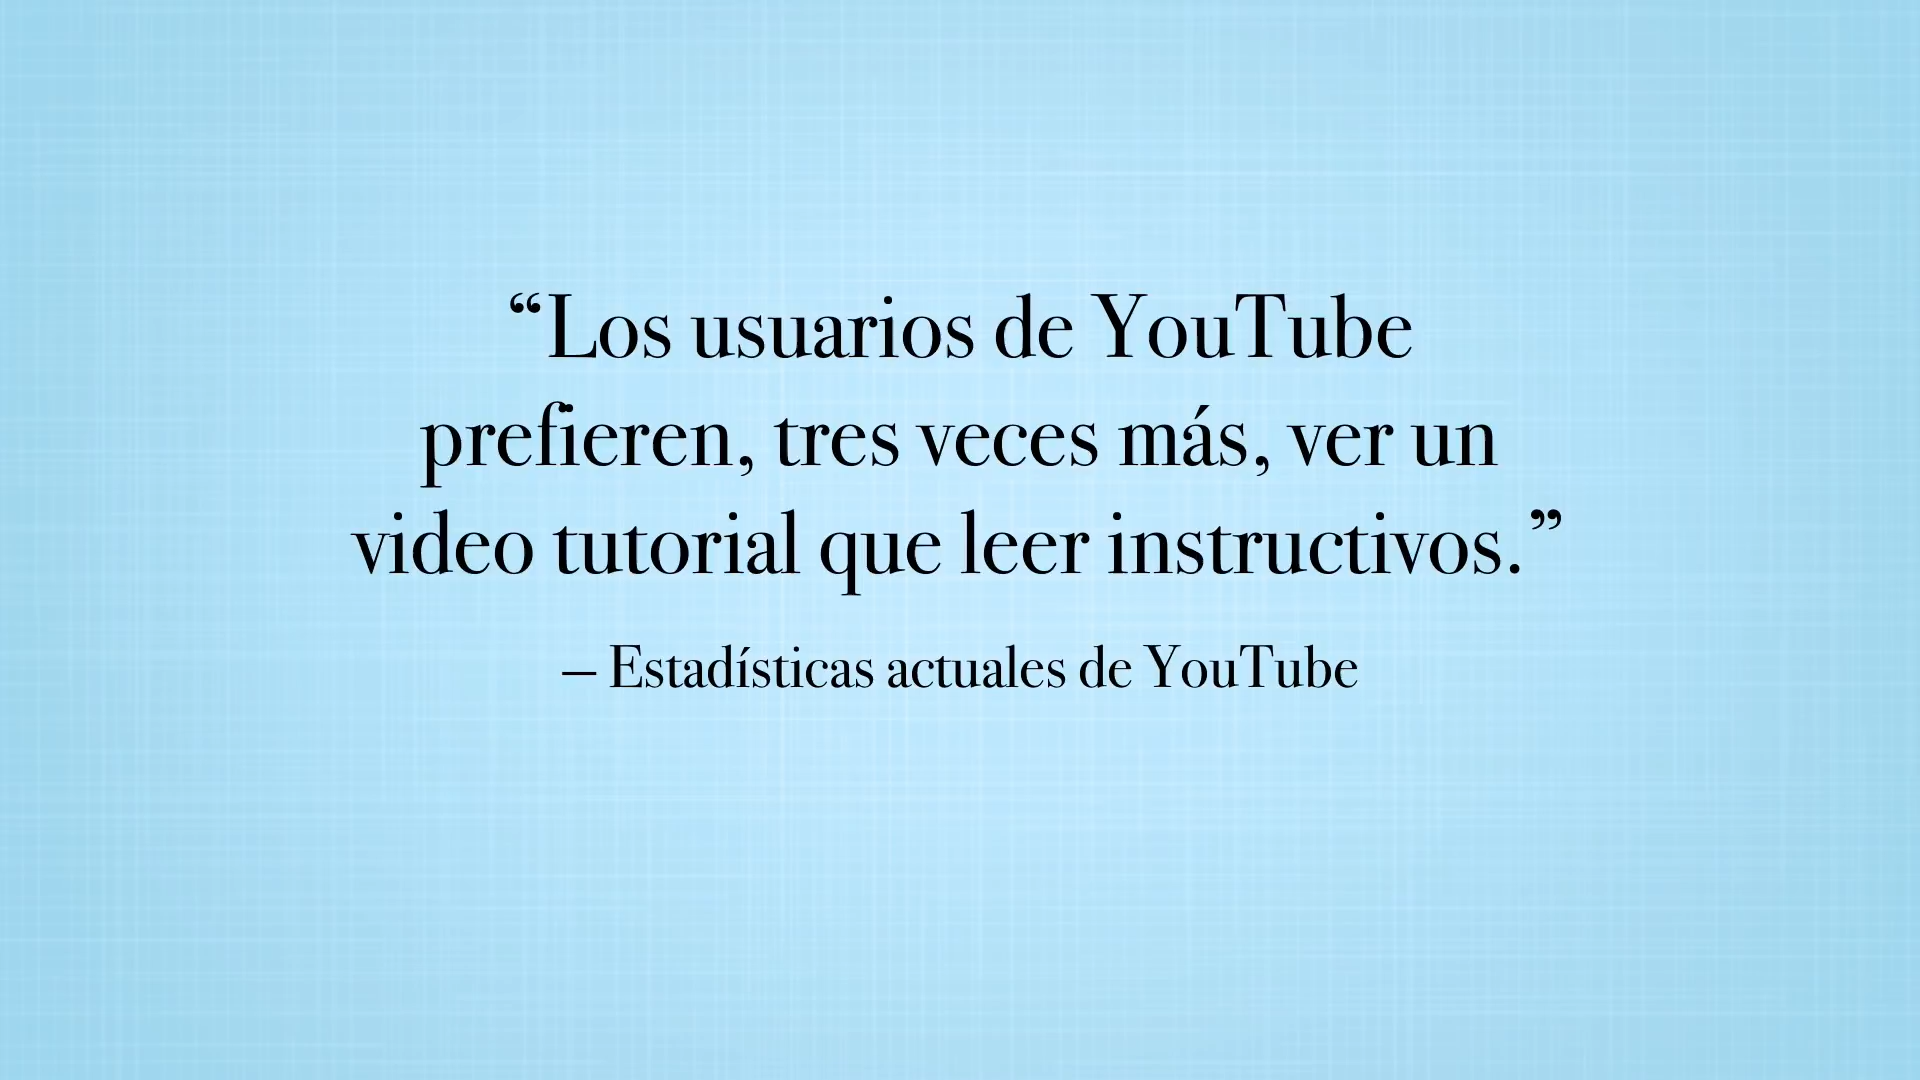 “Los usuarios de YouTube
prefieren, tres veces más, ver un
video tutorial que leer instructivos.”
– Estadísticas actuales de YouTube